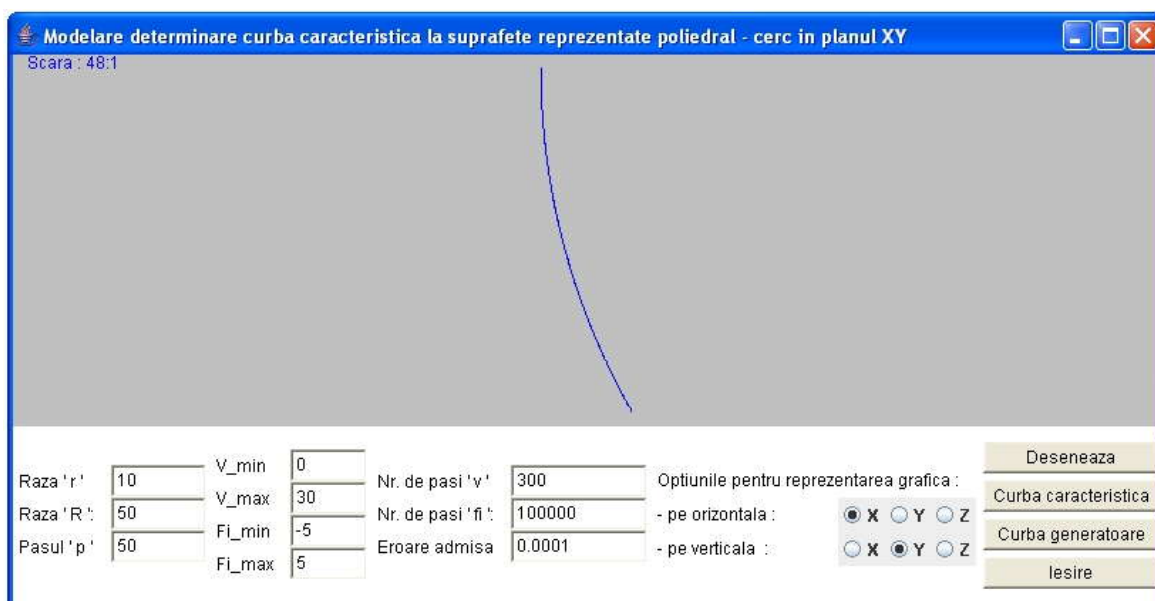 Modelare determinare curba caracteristica la suprafete reprezentate poliedral - cerc in planul XY
Scara : 48:1
Raza ' r ' 10
Raza ' R ': 50
Pasul ' p ' 50
V_min 0
V_max 30
Fi_min -5
Fi_max 5
Nr. de pasi ' v ' 300
Nr. de pasi ' fi ': 100000
Eroare admisa 0.0001
Optiunile pentru reprezentarea grafica :
- pe orizontala : X Y Z
- pe verticala : X Y Z
Deseneaza
Curba caracteristica
Curba generatoare
Iesire